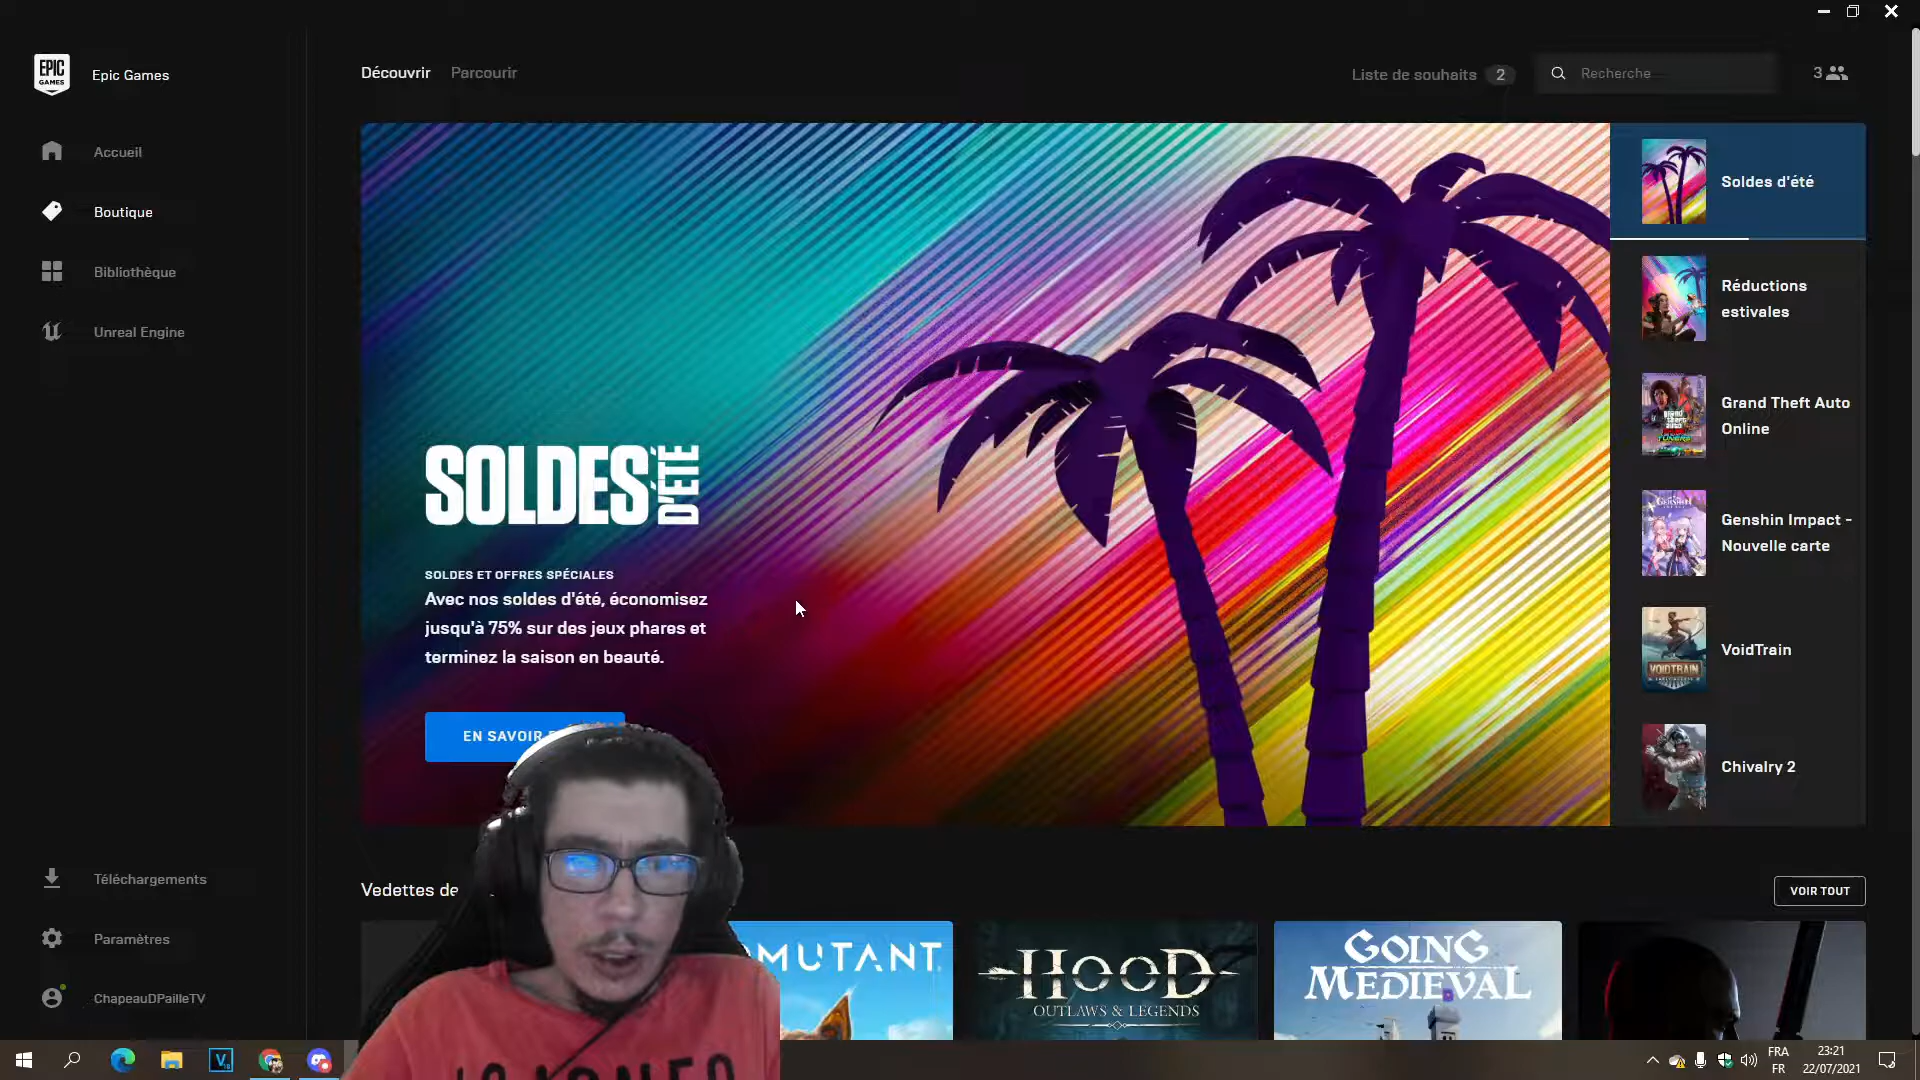 EPIC
GAMES
Epic Games
Découvrir
Parcourir
Liste de souhaits
2
Recherche
3
Accueil
Boutique
Bibliothèque
Unreal Engine
SOLDES D'ÉTÉ
SOLDES ET OFFRES SPÉCIALES
Avec nos soldes d'été, économisez
jusqu'à 75% sur des jeux phares et
terminez la saison en beauté.
EN SAVOIR
Soldes d'été
Réductions
estivales
Grand Theft Auto
Online
Genshin Impact -
Nouvelle carte
VOIDTRAIN
VoidTrain
Chivalry 2
Téléchargements
Paramètres
ChapeauDPailleTV
Vedettes de
VOIR TOUT
MUTANT
HOOD
OUTLAWS & LEGENDS
GOING
MEDIEVAL
FRA
FR
23:21
22/07/2021